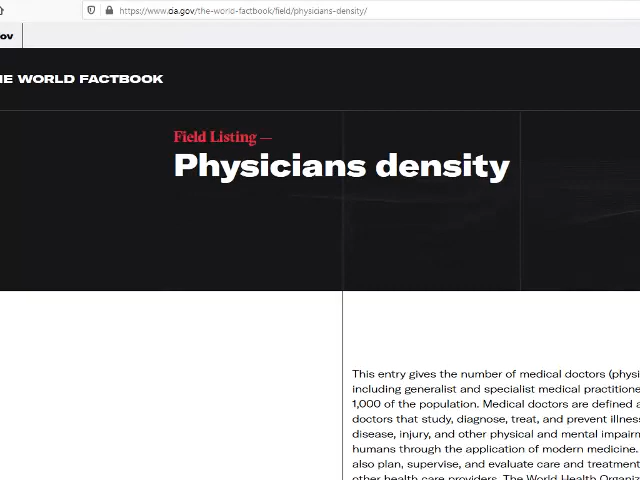 https://www.cia.gov/the-world-factbook/field/physicians-density/
ov
HE WORLD FACTBOOK
Field Listing —
Physicians density
This entry gives the number of medical doctors (physi
including generalist and specialist medical practitione
1,000 of the population. Medical doctors are defined a
doctors that study, diagnose, treat, and prevent illness
disease, injury, and other physical and mental impairm
humans through the application of modern medicine.
also plan, supervise, and evaluate care and treatment
other health care providers. The World Health Organiz